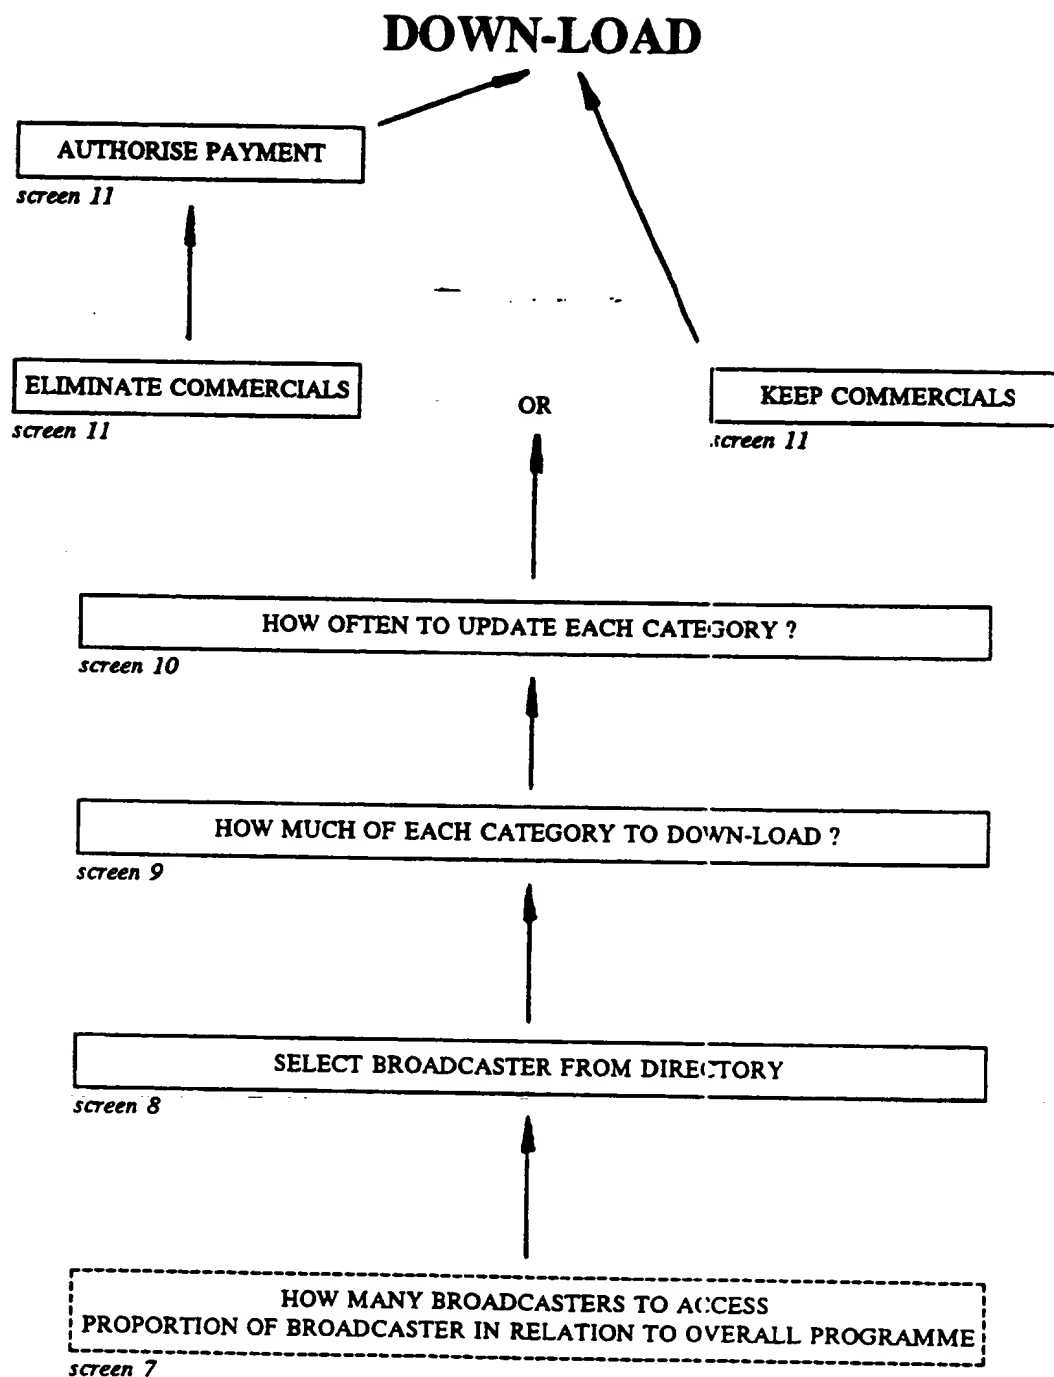 DOWN-LOAD
AUTHORISE PAYMENT
screen 11
ELIMINATE COMMERCIALS
screen 11
OR
KEEP COMMERCIALS
screen 11
HOW OFTEN TO UPDATE EACH CATEGORY ?
screen 10
HOW MUCH OF EACH CATEGORY TO DOWN-LOAD ?
screen 9
SELECT BROADCASTER FROM DIRECTORY
screen 8
HOW MANY BROADCASTERS TO ACCESS
PROPORTION OF BROADCASTER IN RELATION TO OVERALL PROGRAMME
screen 7